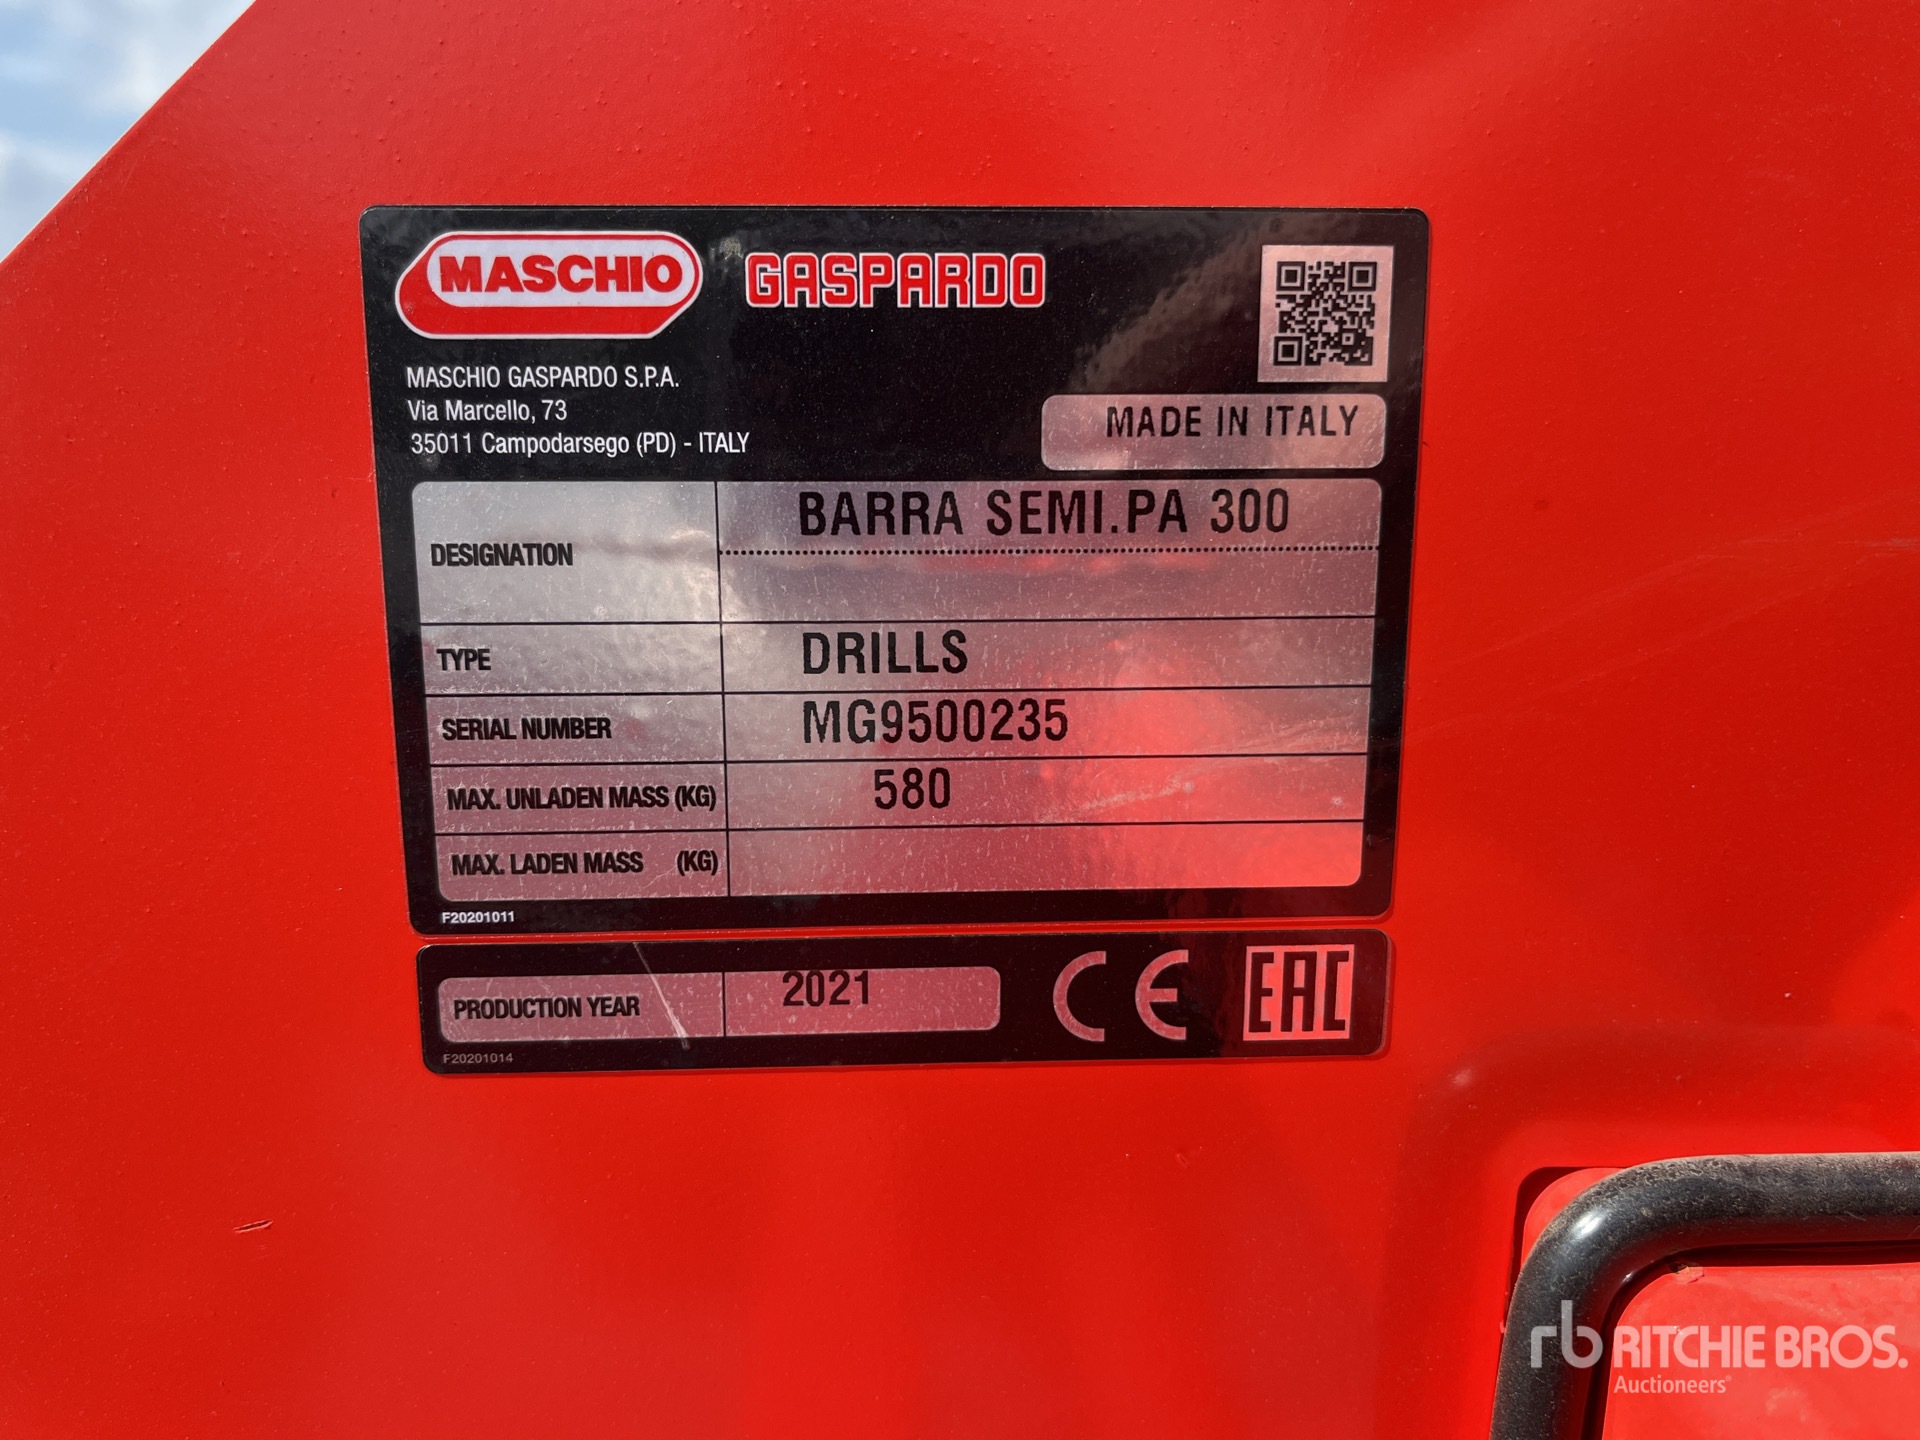 MASCHIO GASPARDO
MASCHIO GASPARDO S.P.A.
Via Marcello, 73
35011 Campodarsego (PD) - ITALY
MADE IN ITALY
DESIGNATION BARRA SEMI.PA 300
TYPE DRILLS
SERIAL NUMBER MG9500235
MAX. UNLADEN MASS (KG) 580
MAX. LADEN MASS (KG)
F20201011
PRODUCTION YEAR 2021 CE EAC
F20201014
rb RITCHIE BROS.
Auctioneers